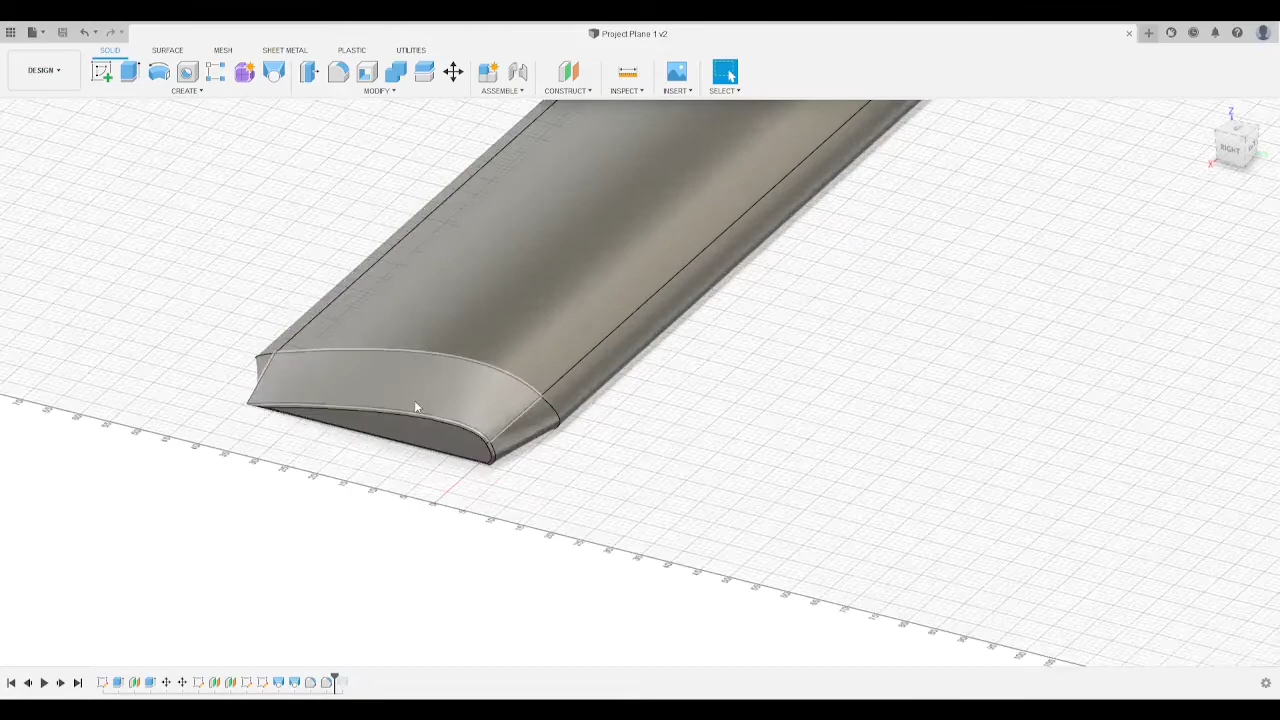 Project Plane 1 v2
SOLID SURFACE MESH SHEET METAL PLASTIC UTILITIES
DESIGN
CREATE MODIFY ASSEMBLE CONSTRUCT INSPECT INSERT SELECT
Z
RIGHT
X